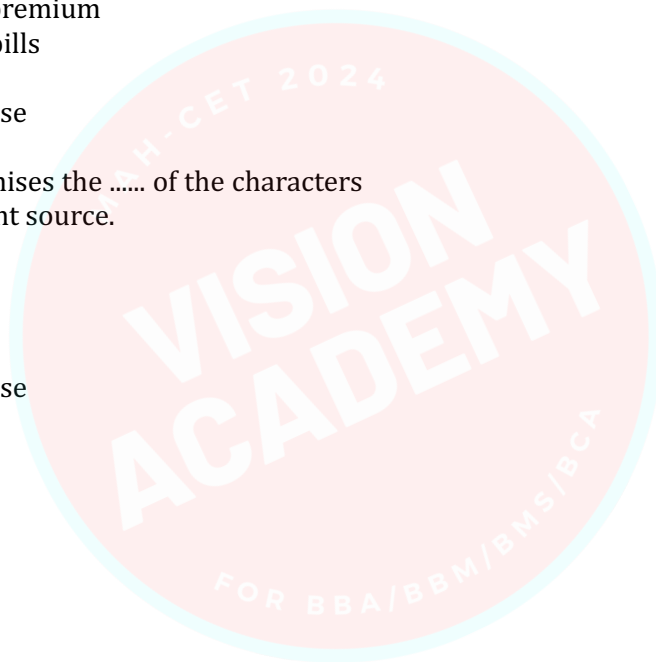 premium
bills
se
nises the ...... of the characters
nt source.
se
MAH-CET 2024
VISION
ACADEMY
FOR BBA/BBM/BMS/BCA